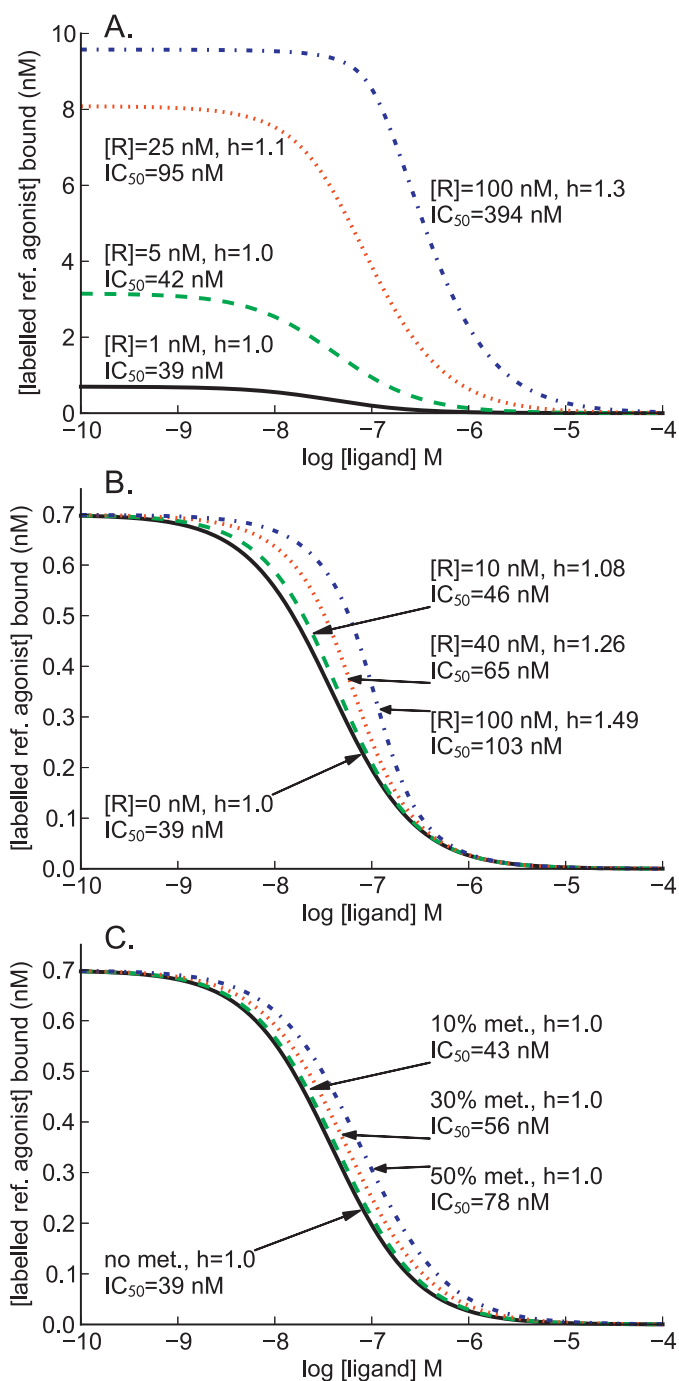 A.
[labelled ref. agonist] bound (nM)
10
8
6
4
2
0
[R]=25 nM, h=1.1
IC₅₀=95 nM
[R]=100 nM, h=1.3
IC₅₀=394 nM
[R]=5 nM, h=1.0
IC₅₀=42 nM
[R]=1 nM, h=1.0
IC₅₀=39 nM
−10 −9 −8 −7 −6 −5 −4
log [ligand] M
B.
[labelled ref. agonist] bound (nM)
0.7
0.6
0.5
0.4
0.3
0.2
0.1
0.0
[R]=10 nM, h=1.08
IC₅₀=46 nM
[R]=40 nM, h=1.26
IC₅₀=65 nM
[R]=100 nM, h=1.49
IC₅₀=103 nM
[R]=0 nM, h=1.0
IC₅₀=39 nM
−10 −9 −8 −7 −6 −5 −4
log [ligand] M
C.
[labelled ref. agonist] bound (nM)
0.7
0.6
0.5
0.4
0.3
0.2
0.1
0.0
10% met., h=1.0
IC₅₀=43 nM
30% met., h=1.0
IC₅₀=56 nM
50% met., h=1.0
IC₅₀=78 nM
no met., h=1.0
IC₅₀=39 nM
−10 −9 −8 −7 −6 −5 −4
log [ligand] M